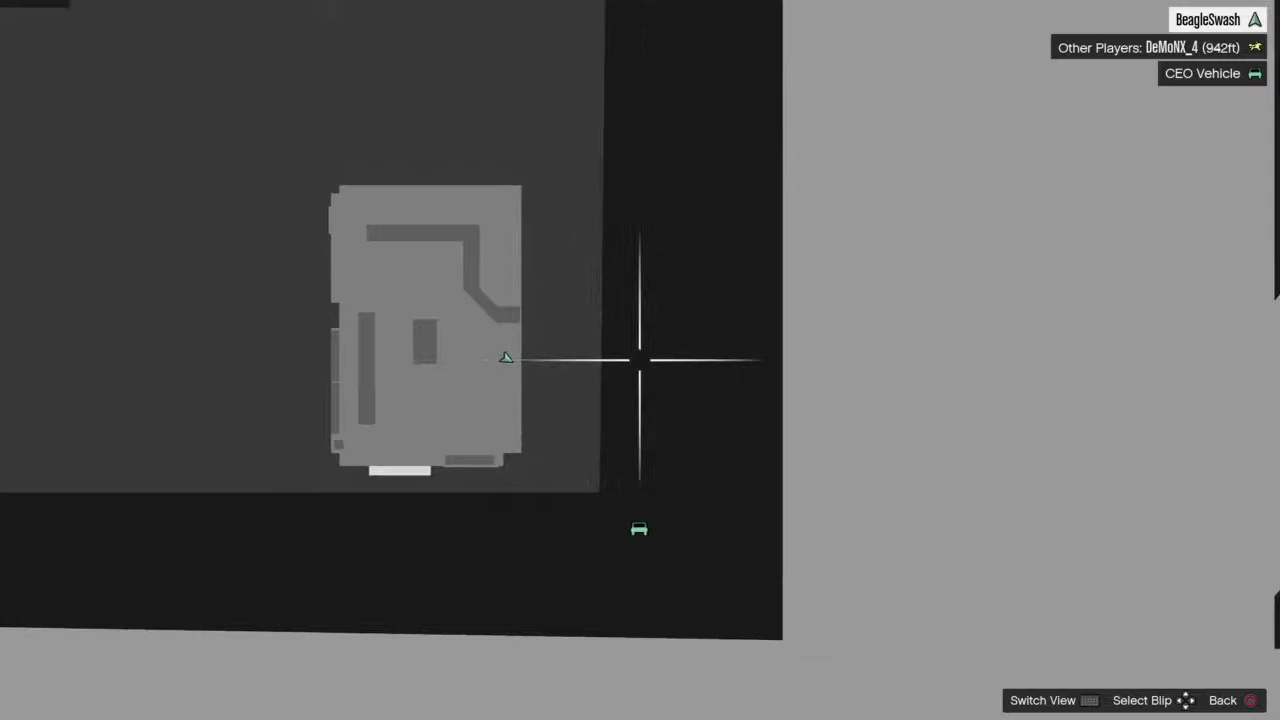 BeagleSwash
Other Players: DeMoNX_4 (942ft)
CEO Vehicle
Switch View Select Blip Back